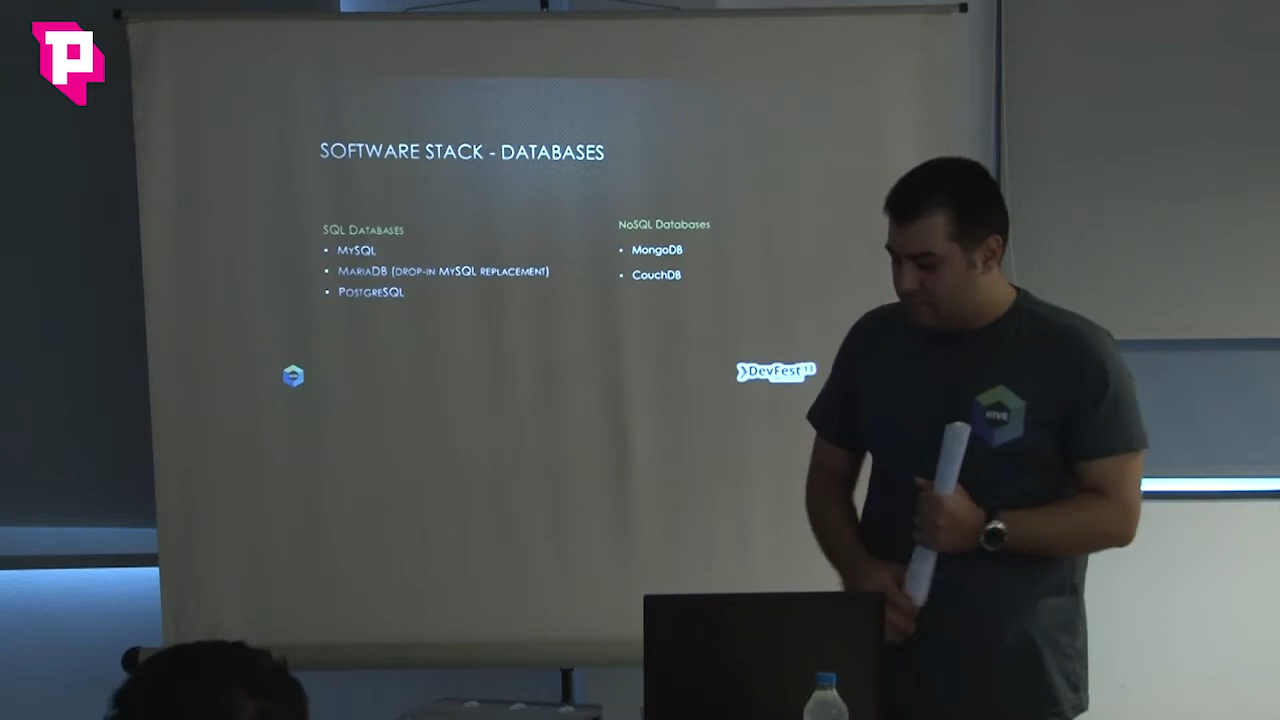 P
SOFTWARE STACK - DATABASES
SQL DATABASES
• MYSQL
• MARIADB (DROP-IN MYSQL REPLACEMENT)
• POSTGRESQL
NoSQL Databases
• MongoDB
• CouchDB
DevFest 13
HIVE